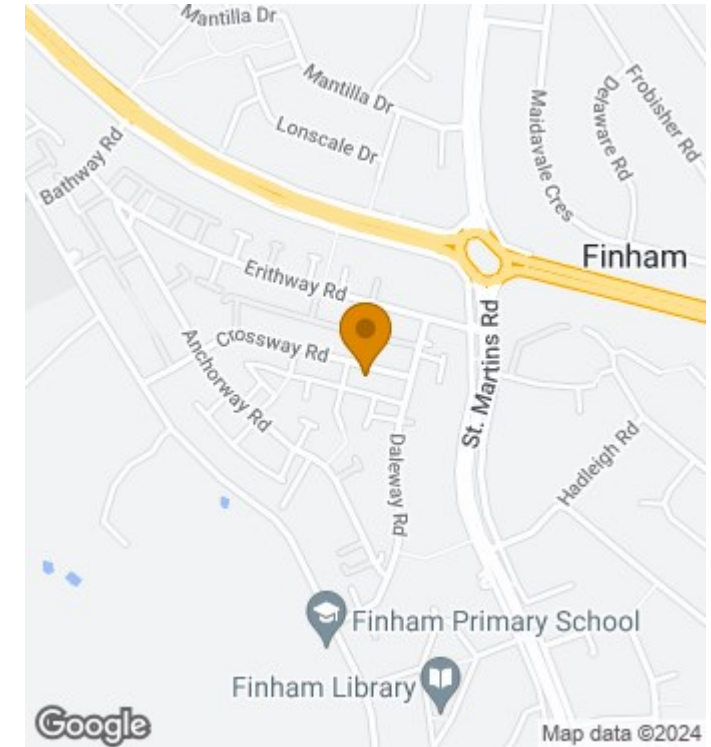 Mantilla Dr
Mantilla Dr
Lonscale Dr
Bathway Rd
Maidavale Cres
Delaware Rd
Frobisher Rd
Finham
Erithway Rd
Crossway Rd
Anchorway Rd
St. Martins Rd
Daleway Rd
Hadleigh Rd
Finham Primary School
Finham Library
Google
Map data ©2024